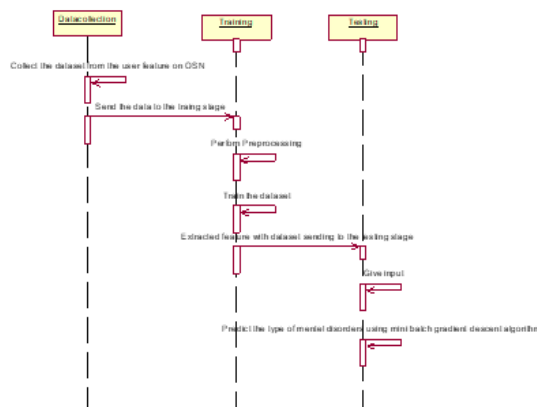 Datacollection
Training
Testing
Collect the dataset from the user feature on OSN
Send the data to the traing stage
Perform Preprocessing
Train the dataset
Extracted feature with dataset sending to the testing stage
Give input
Predict the type of mentel disorders using mini batch gradient descent algorithm